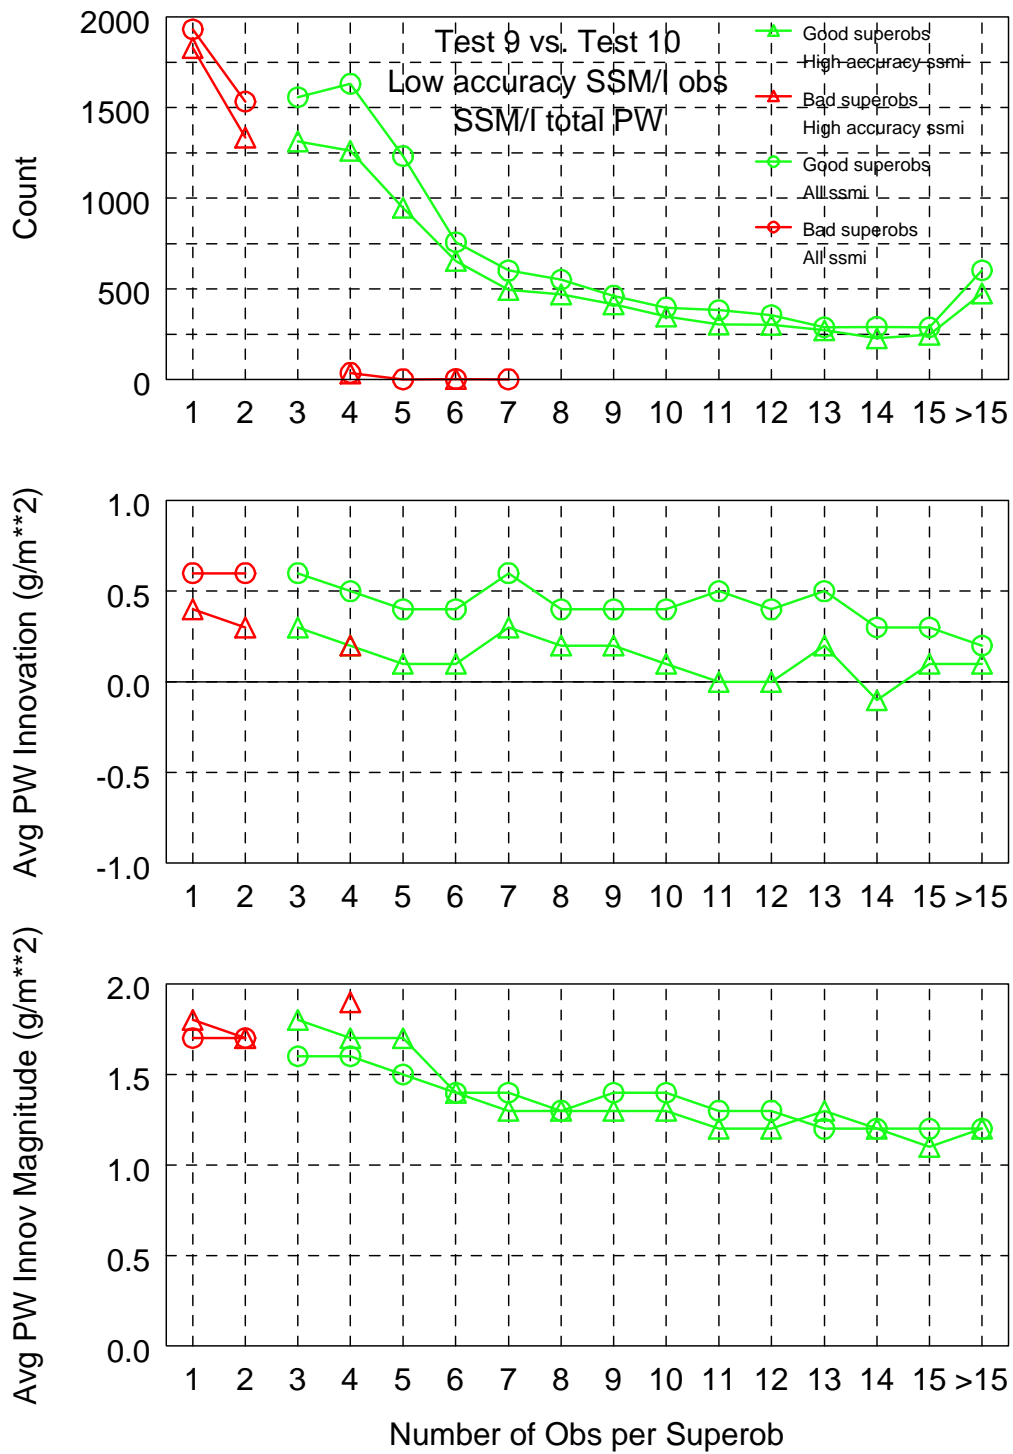 Test 9 vs. Test 10
Low accuracy SSM/I obs
SSM/I total PW
Good superobs
High accuracy ssmi
Bad superobs
High accuracy ssmi
Good superobs
All ssmi
Bad superobs
All ssmi
Count
2000
1500
1000
500
0
1 2 3 4 5 6 7 8 9 10 11 12 13 14 15 >15
Avg PW Innovation (g/m**2)
1.0
0.5
0.0
-0.5
-1.0
1 2 3 4 5 6 7 8 9 10 11 12 13 14 15 >15
Avg PW Innov Magnitude (g/m**2)
2.0
1.5
1.0
0.5
0.0
1 2 3 4 5 6 7 8 9 10 11 12 13 14 15 >15
Number of Obs per Superob